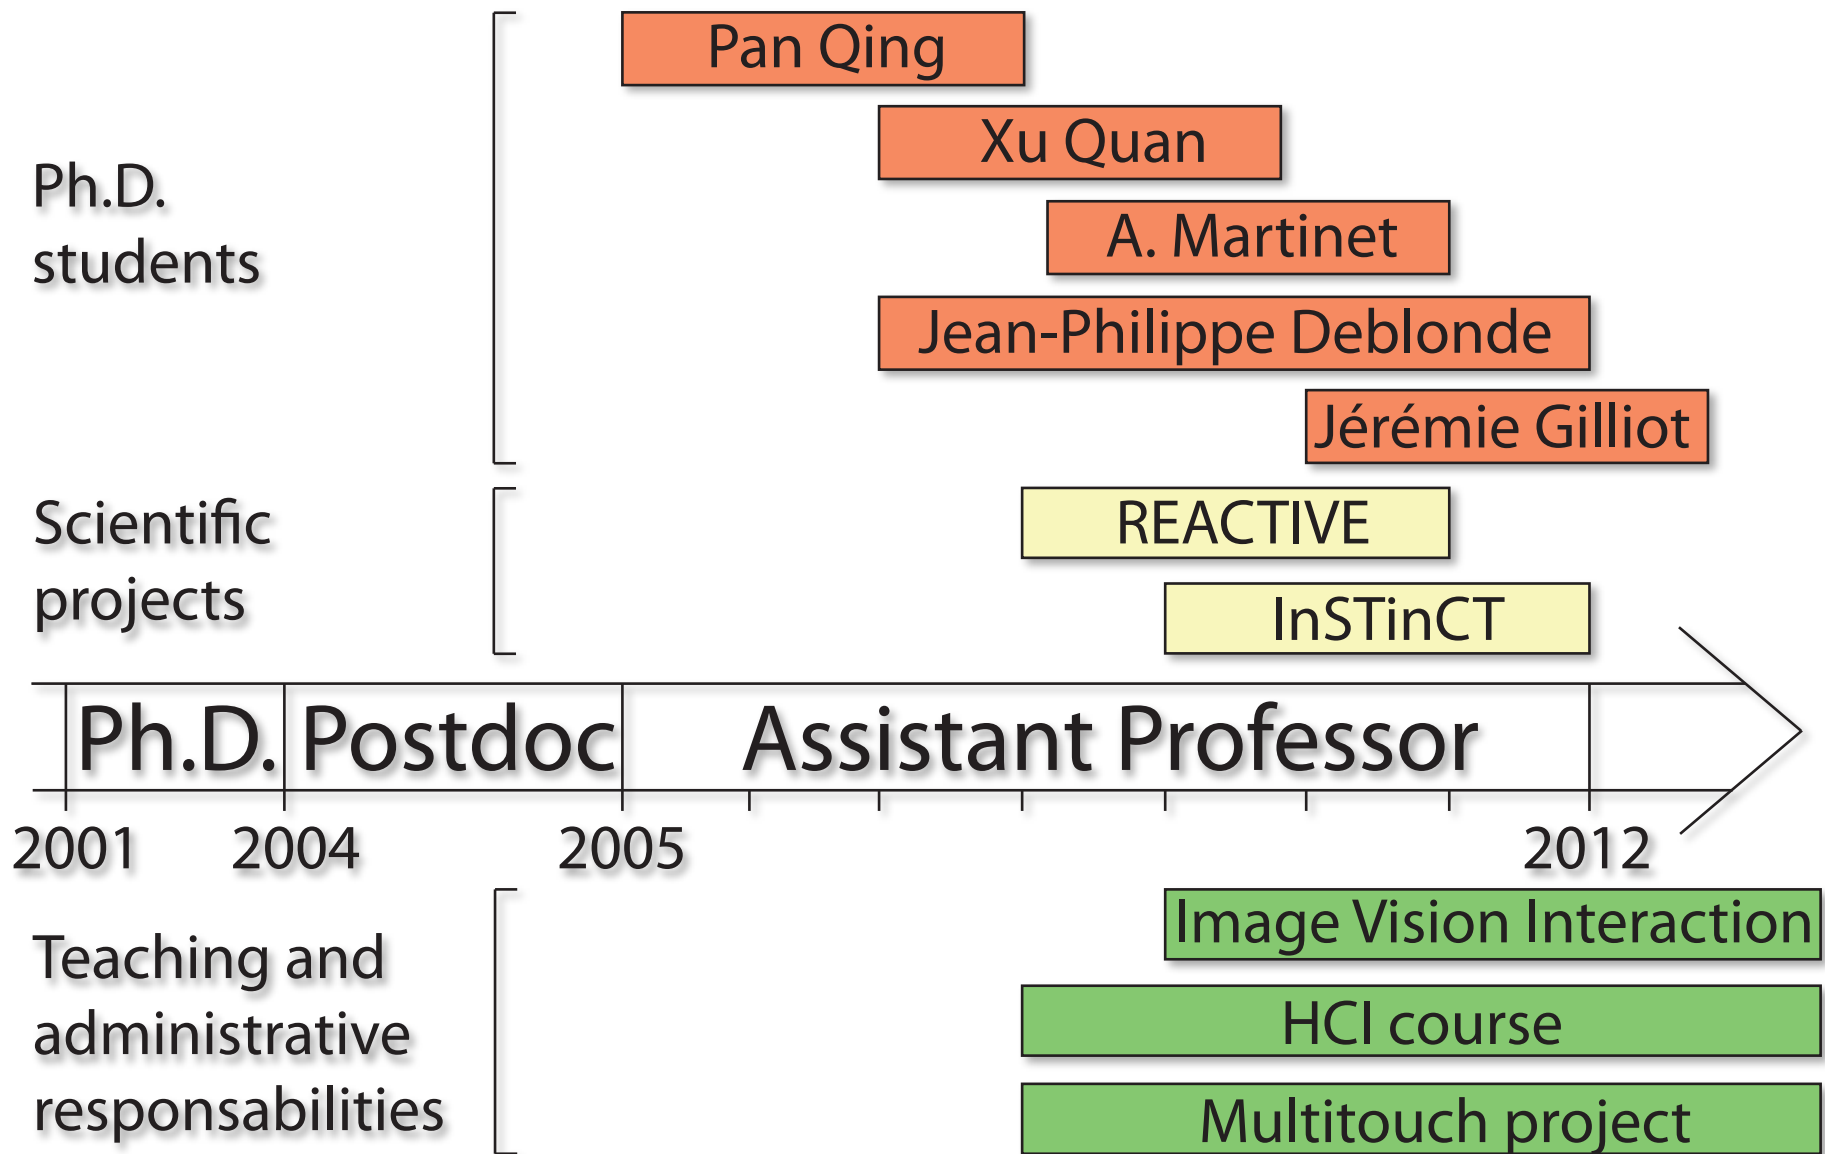 Pan Qing
Xu Quan
A. Martinet
Jean-Philippe Deblonde
Jérémie Gilliot
Ph.D.
students
REACTIVE
InSTinCT
Scientific
projects
Ph.D. Postdoc Assistant Professor
2001 2004 2005 2012
Image Vision Interaction
HCI course
Multitouch project
Teaching and
administrative
responsabilities